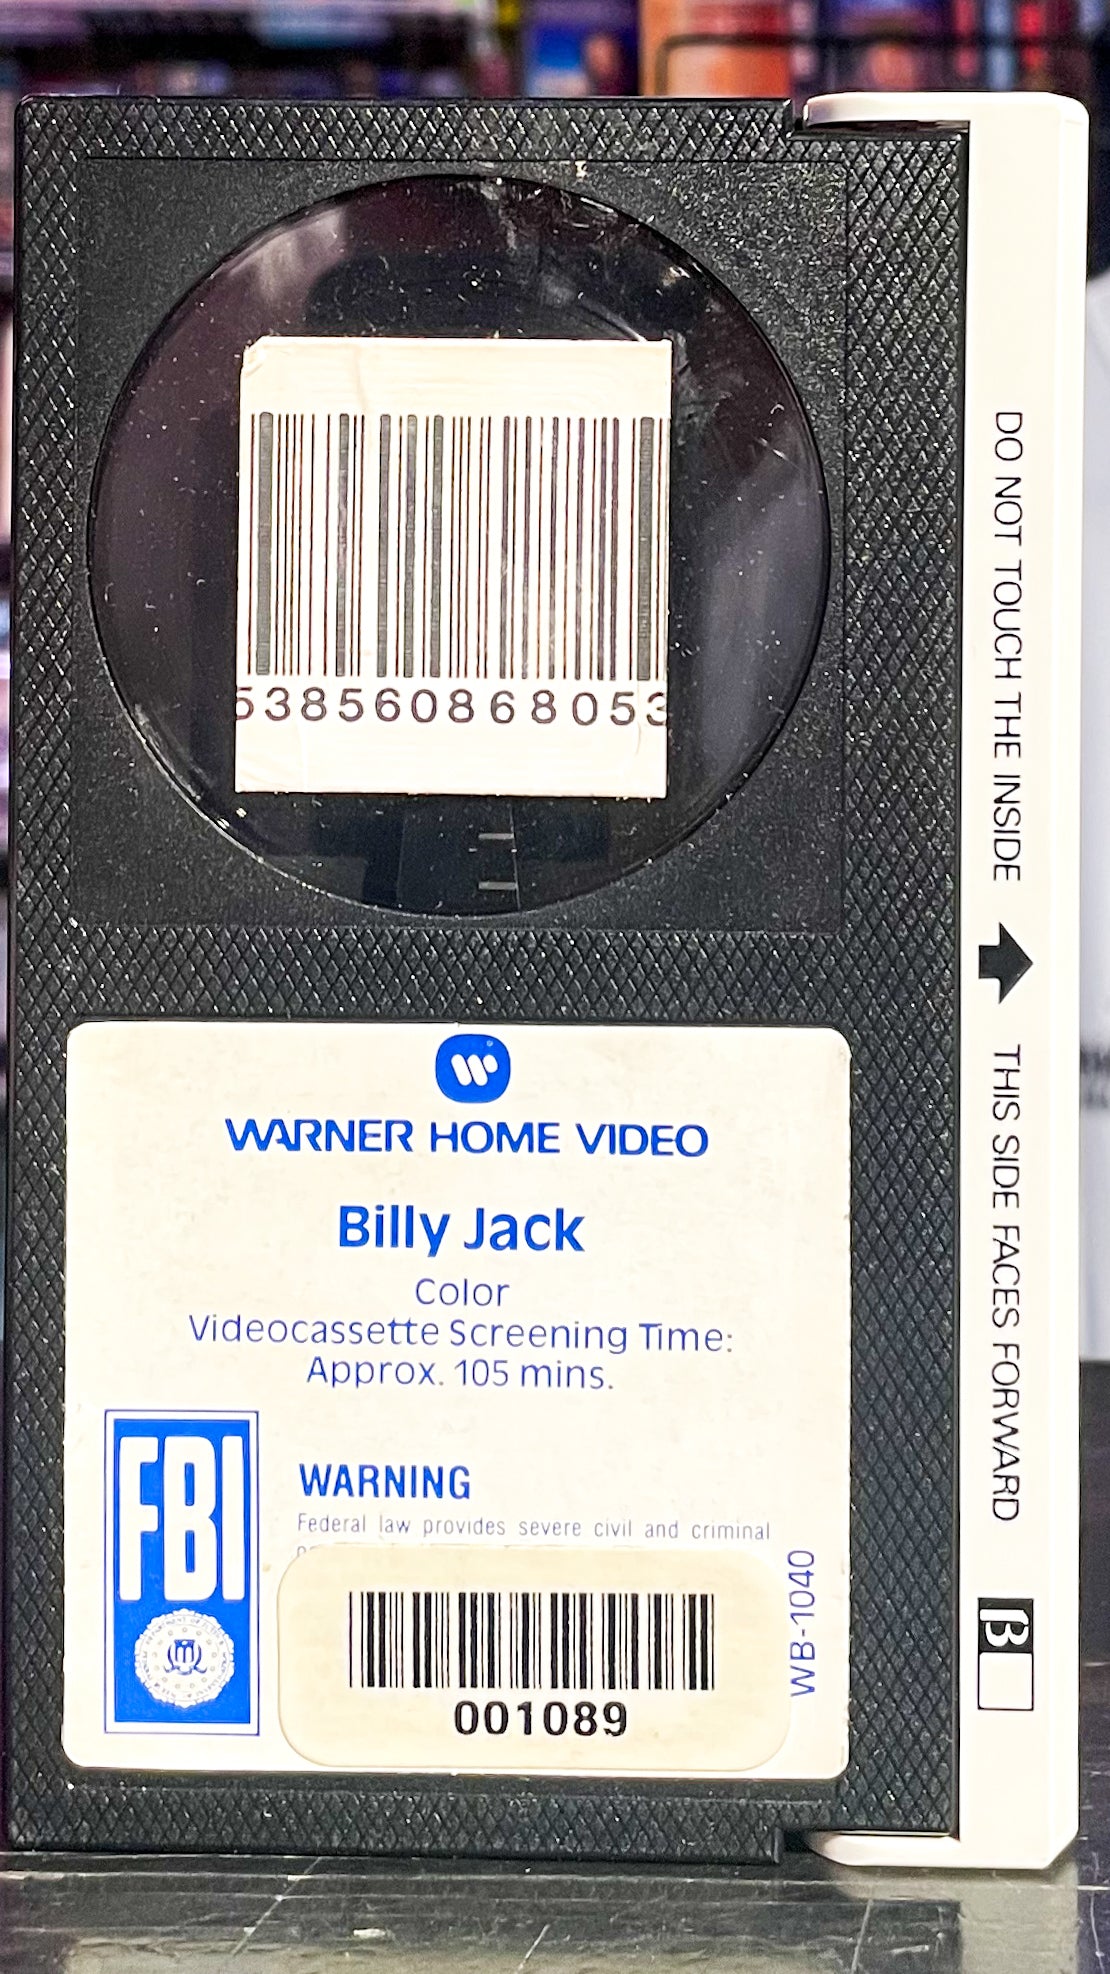 538560868053
WARNER HOME VIDEO
Billy Jack
Color
Videocassette Screening Time:
Approx. 105 mins.
FBI
WARNING
Federal law provides severe civil and criminal
001089
WB-1040
DO NOT TOUCH THE INSIDE
THIS SIDE FACES FORWARD